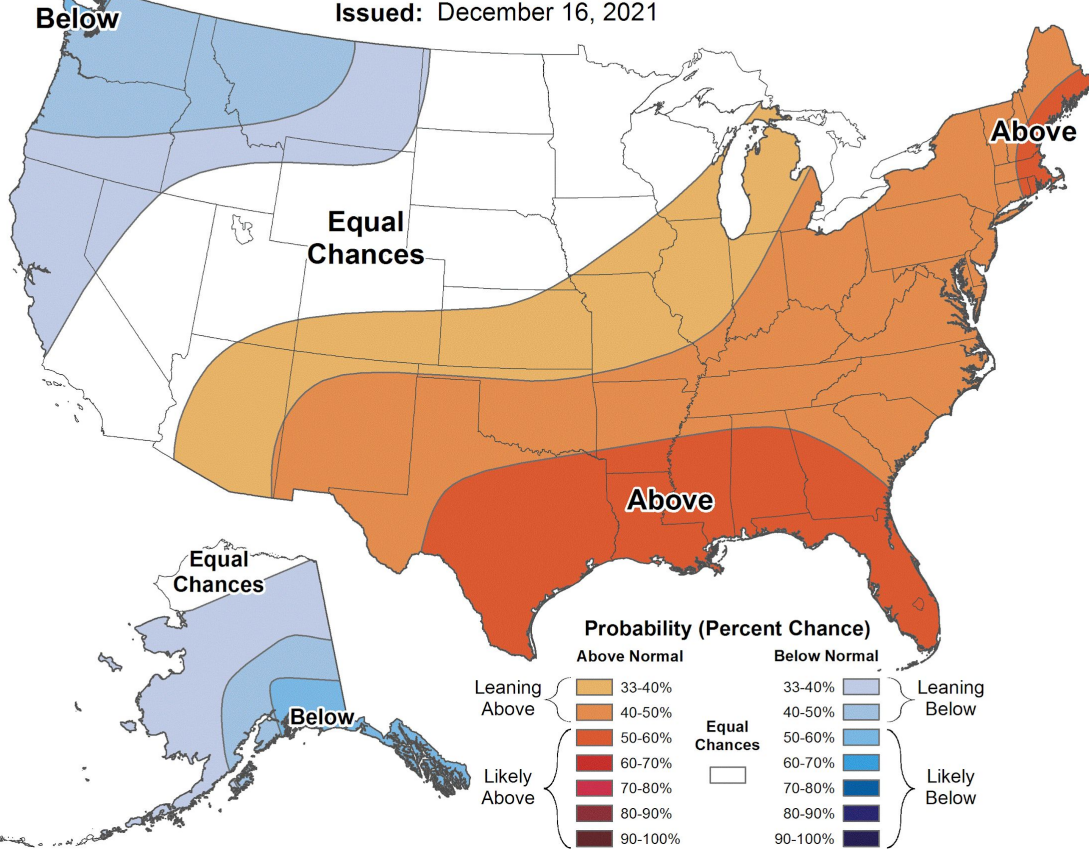 Issued: December 16, 2021
Below
Above
Equal
Chances
Above
Equal
Chances
Below
Probability (Percent Chance)
Above Normal
Below Normal
Leaning
Above
33-40%
40-50%
50-60%
60-70%
70-80%
80-90%
90-100%
Likely
Above
Equal
Chances
33-40%
40-50%
50-60%
60-70%
70-80%
80-90%
90-100%
Leaning
Below
Likely
Below